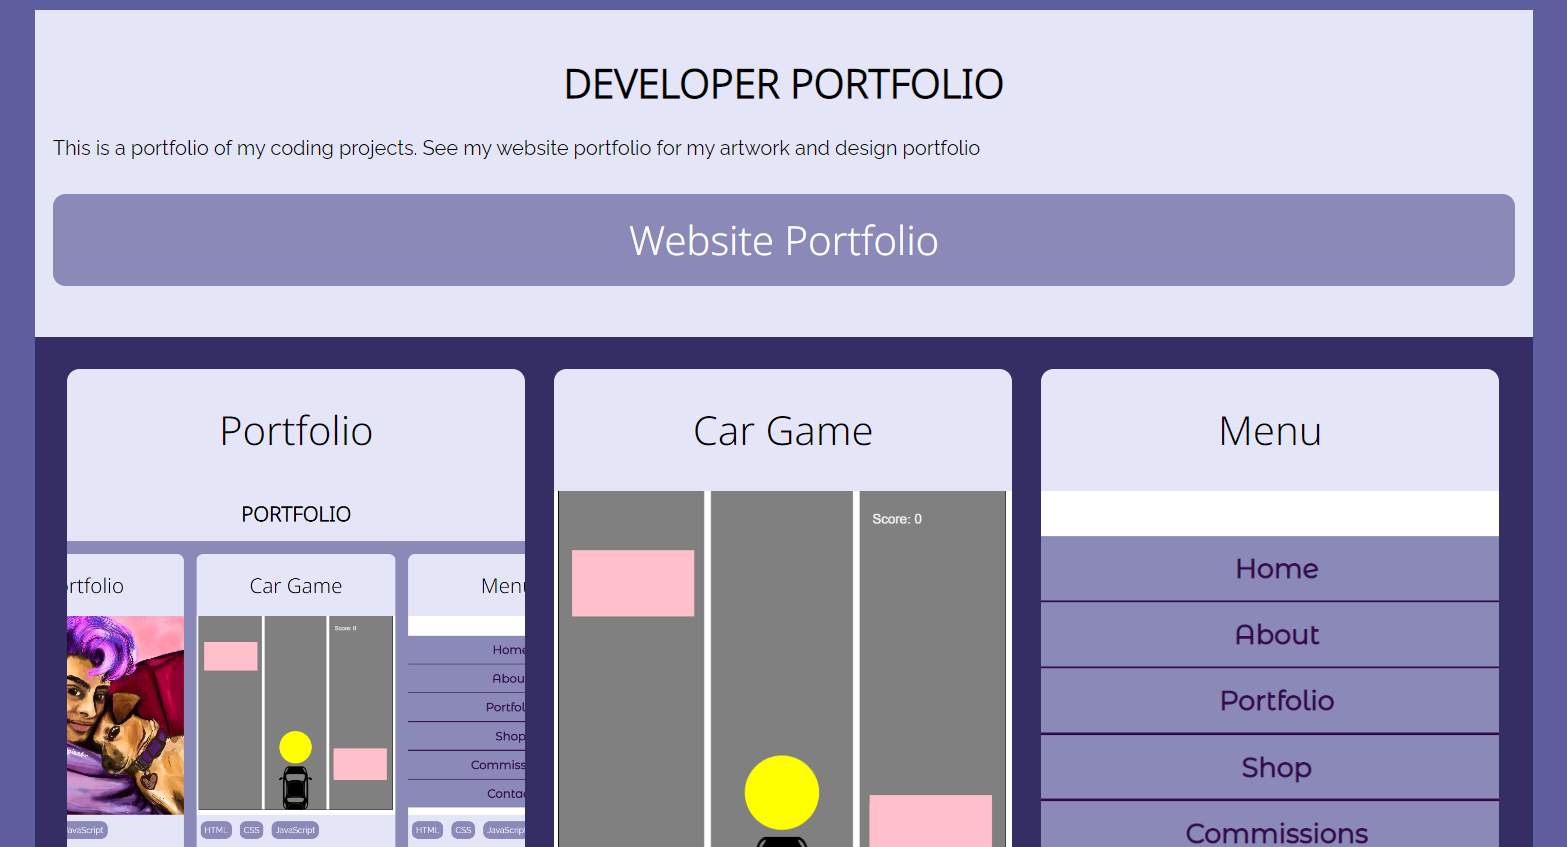 DEVELOPER PORTFOLIO
This is a portfolio of my coding projects. See my website portfolio for my artwork and design portfolio
Website Portfolio
Portfolio
PORTFOLIO
rtfolio
Car Game
Menu
Score: 0
Home
About
Portfol
Shop
Commiss
Conta
avaScript
HTML
CSS
JavaScript
HTML
CSS
JavaScri
Car Game
Score: 0
Menu
Home
About
Portfolio
Shop
Commissions